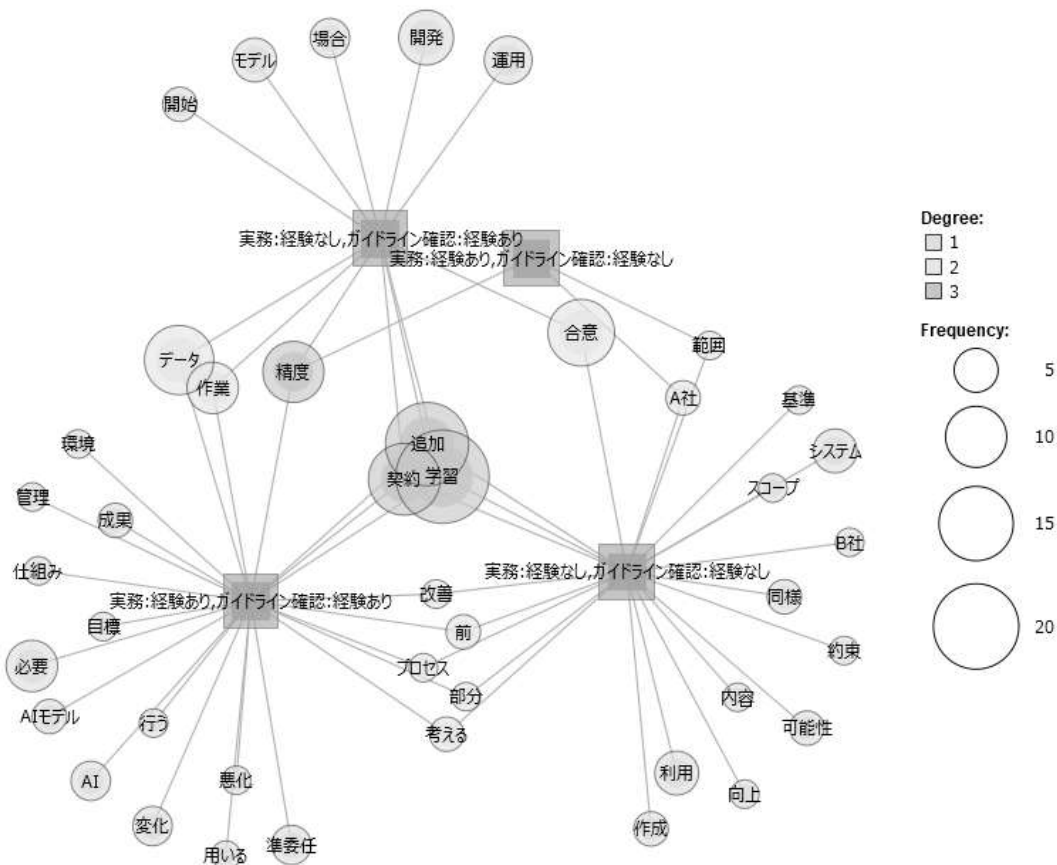 場合
開発
モデル
運用
開始
実務:経験なし,ガイドライン確認:経験あり
実務:経験あり,ガイドライン確認:経験なし
合意
範囲
データ
作業
精度
A社
基準
追加
環境
システム
契約
学習
スコープ
管理
成果
B社
仕組み
実務:経験なし,ガイドライン確認:経験なし
改善
実務:経験あり,ガイドライン確認:経験あり
同様
目標
前
約束
必要
プロセス
部分
内容
AIモデル
行う
考える
可能性
AI
悪化
利用
向上
変化
作成
用いる
準委任
Degree:
1
2
3
Frequency:
5
10
15
20